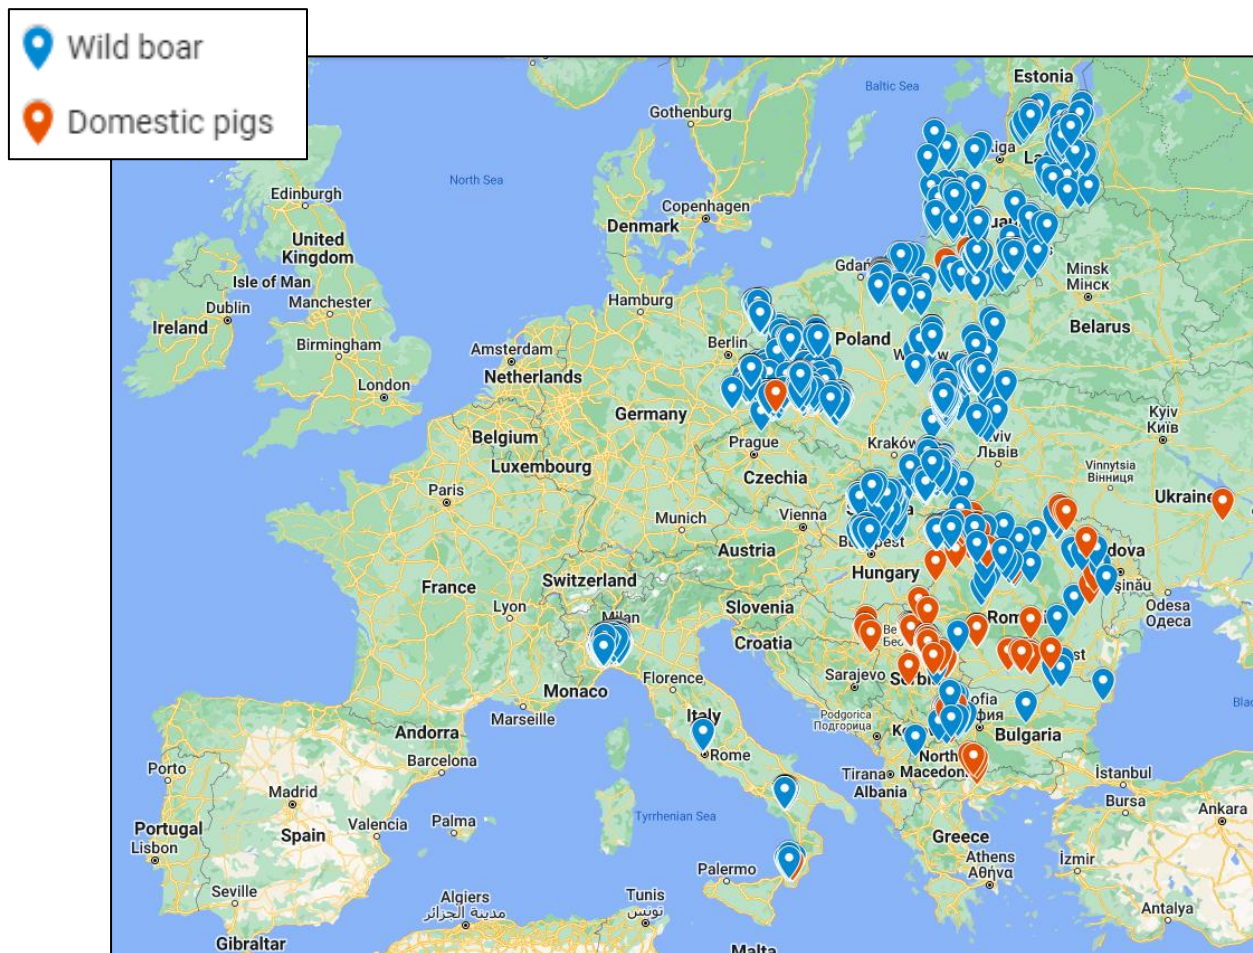 Wild boar
Domestic pigs
Estonia
Baltic Sea
Gothenburg
Edinburgh
North Sea
Copenhagen
Denmark
United
Kingdom
Isle of Man
Dublin
Manchester
Ireland
Birmingham
Hamburg
Minsk
Мінск
Belarus
Berlin
Poland
Amsterdam
Netherlands
London
Germany
Belgium
Luxembourg
Prague
Kraków
Czechia
Львів
Kyiv
Київ
Vinnytsia
Вінниця
Ukraine
Paris
Munich
Vienna
Austria
Hungary
Switzerland
France
Lyon
Milan
Slovenia
Croatia
Odesa
Одеса
Monaco
Florence
Sarajevo
Marseille
Andorra
Italy
Podgorica
Подгорица
Bulgaria
Rome
North
Barcelona
Porto
Tirana
Albania
İstanbul
Bursa
Ankara
Madrid
Portugal
Lisbon
Spain
Valencia
Palma
Tyrrhenian Sea
Greece
Athens
Αθήνα
İzmir
Palermo
Seville
Algiers
مدينة الجزائر
Tunis
تونس
Antalya
Gibraltar
Malta